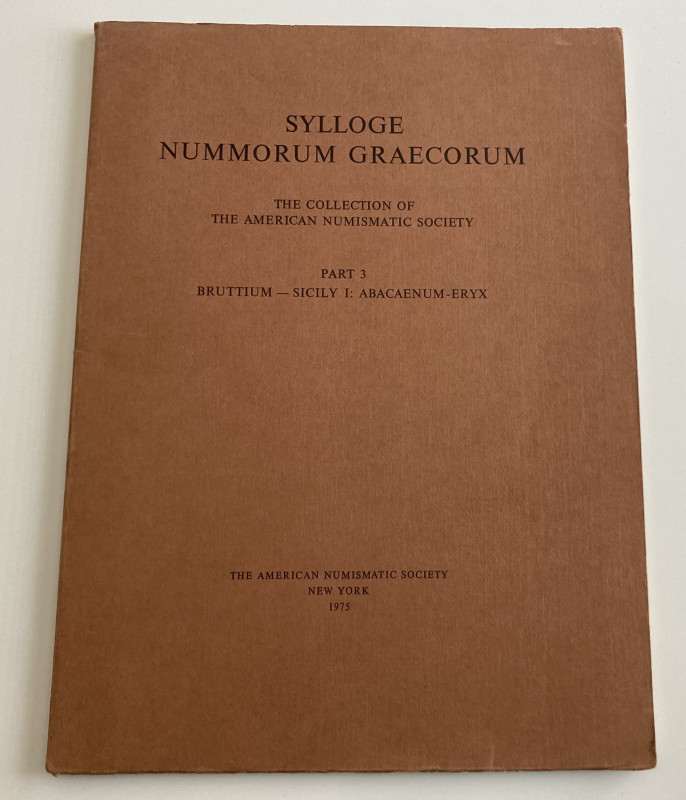 SYLLOGE
NUMMORUM GRAECORUM
THE COLLECTION OF
THE AMERICAN NUMISMATIC SOCIETY
PART 3
BRUTTIUM — SICILY I: ABACAENUM-ERYX
THE AMERICAN NUMISMATIC SOCIETY
NEW YORK
1975